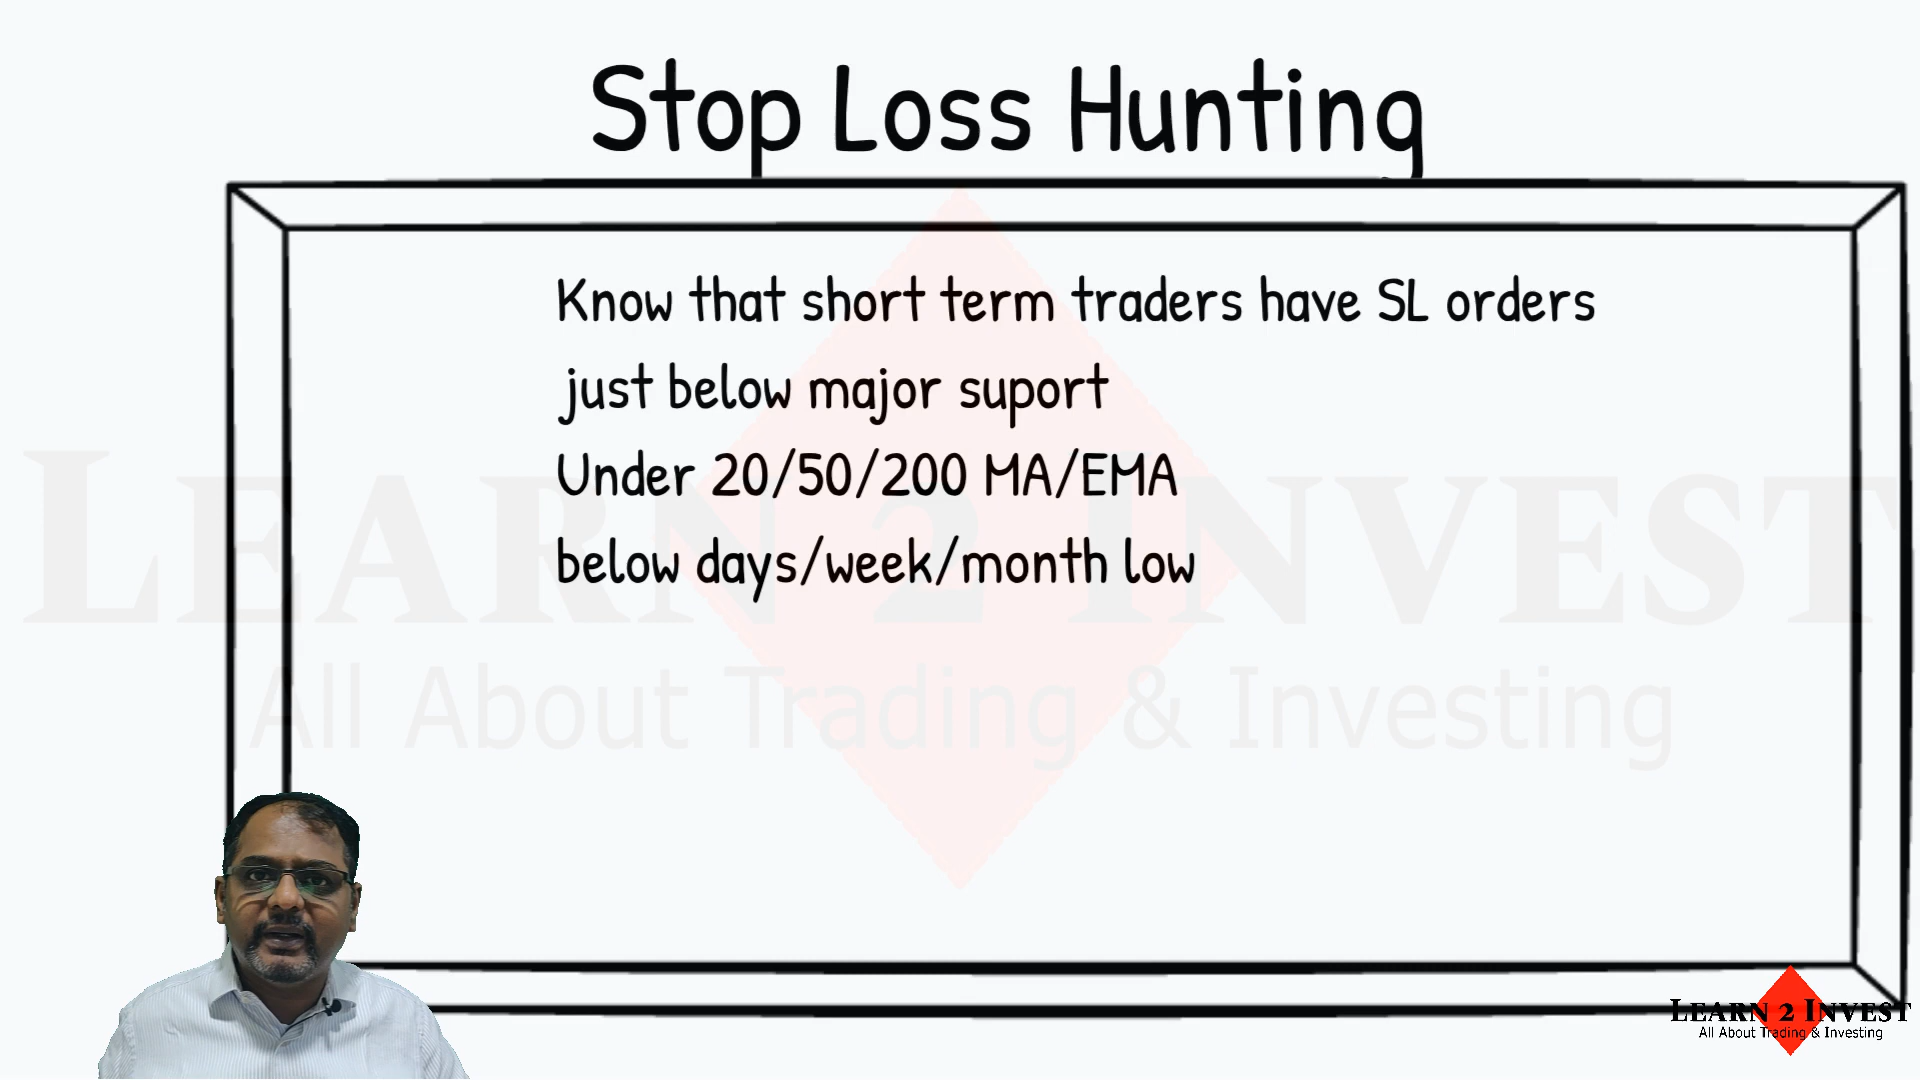 Stop Loss Hunting
Know that short term traders have SL orders
just below major suport
Under 20/50/200 MA/EMA
below days/week/month low
LEARN 2 INVEST
All About Trading & Investing
LEARN 2 INVEST
All About Trading & Investing